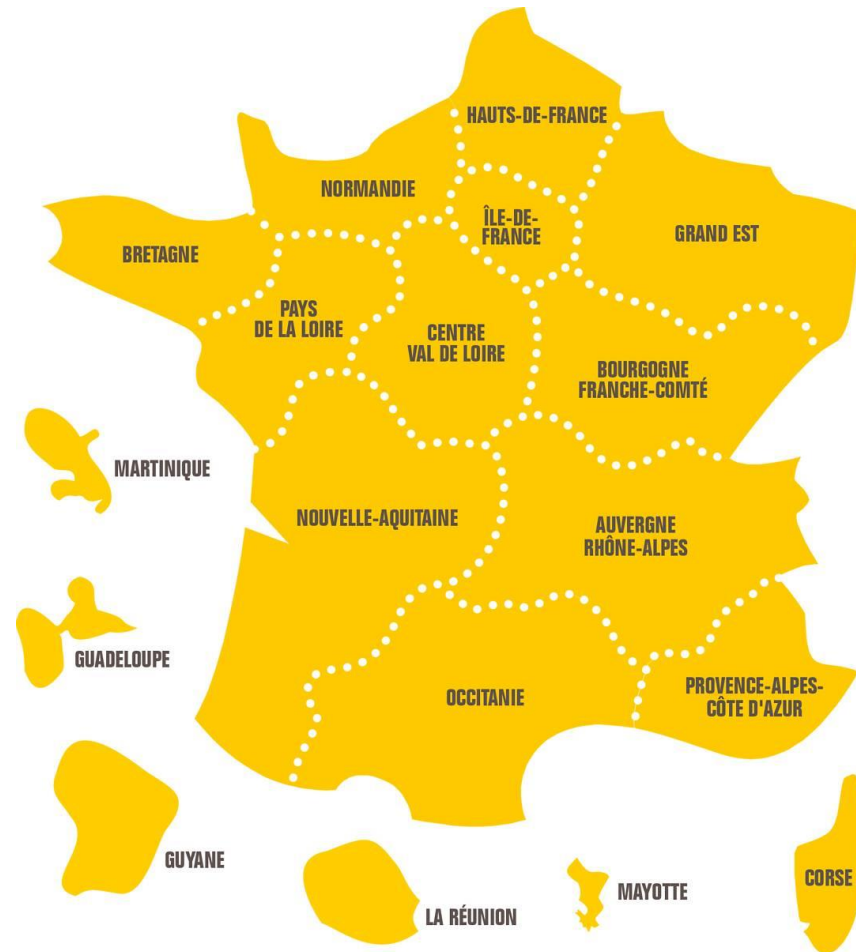 HAUTS-DE-FRANCE
NORMANDIE
ÎLE-DE-
FRANCE
GRAND EST
BRETAGNE
PAYS
DE LA LOIRE
CENTRE
VAL DE LOIRE
BOURGOGNE
FRANCHE-COMTÉ
MARTINIQUE
NOUVELLE-AQUITAINE
AUVERGNE
RHÔNE-ALPES
GUADELOUPE
OCCITANIE
PROVENCE-ALPES-
CÔTE D'AZUR
GUYANE
LA RÉUNION
MAYOTTE
CORSE